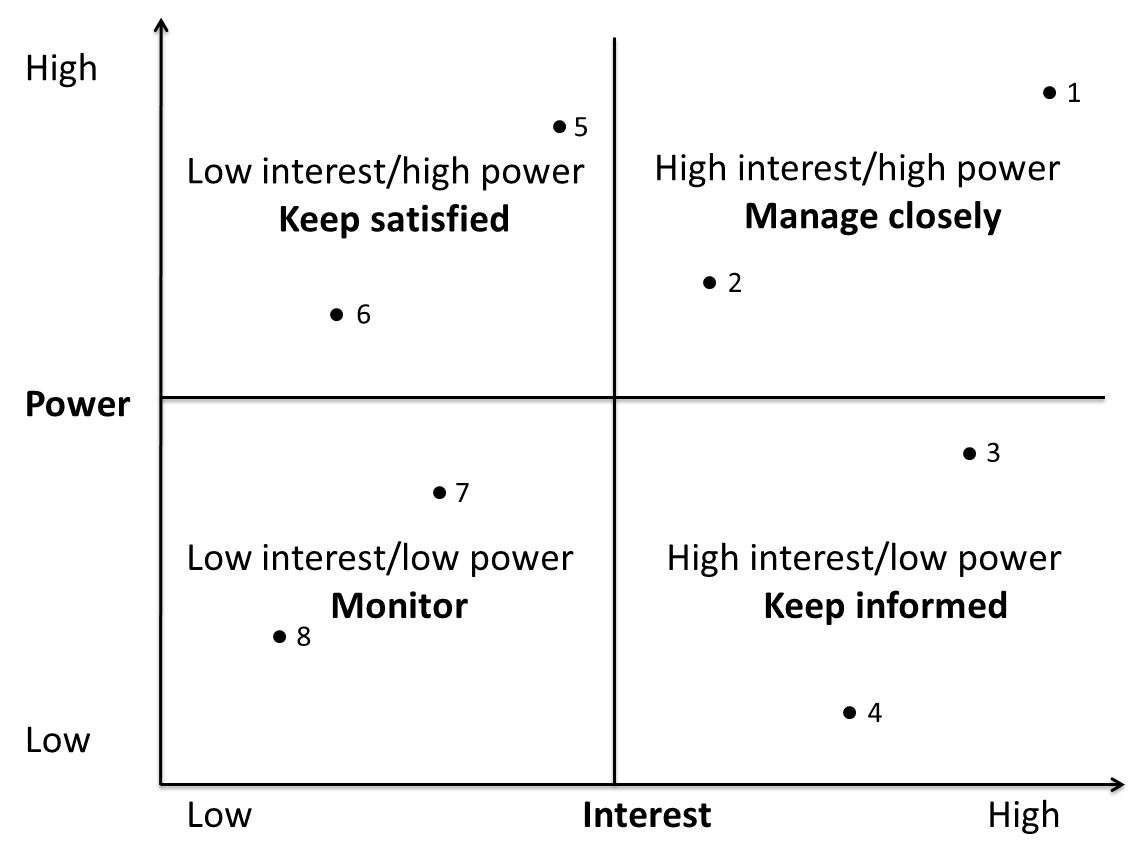 High
1
5
Low interest/high power
Keep satisfied
High interest/high power
Manage closely
2
6
Power
3
7
Low interest/low power
Monitor
High interest/low power
Keep informed
8
4
Low
Low
Interest
High